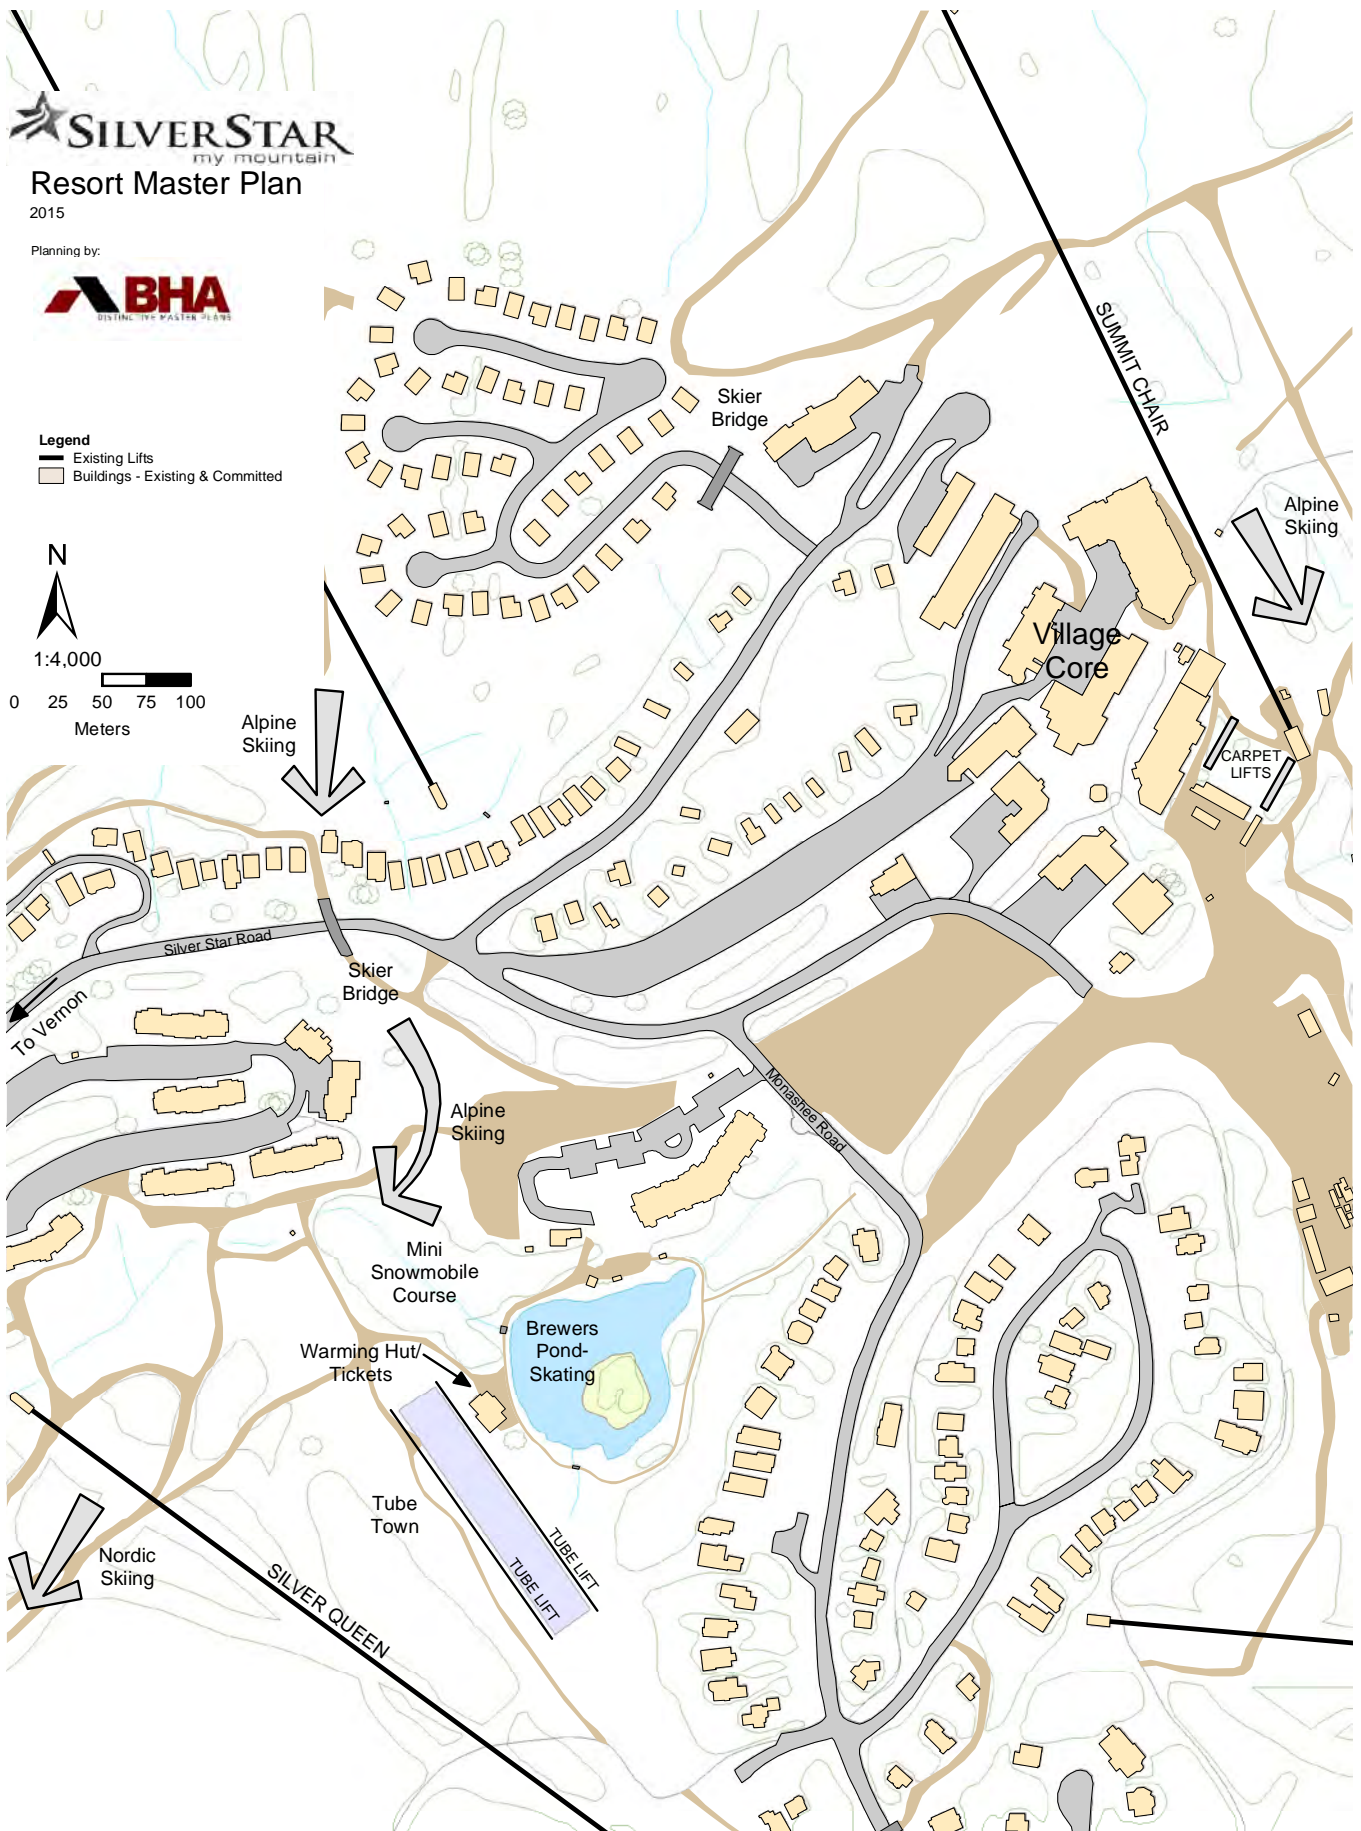 SILVERSTAR
my mountain
Resort Master Plan
2015
Planning by:
BHA
DISTINCTIVE MASTER PLANS
Legend
Existing Lifts
Buildings - Existing & Committed
N
1:4,000
0 25 50 75 100
Meters
SUMMIT CHAIR
Skier
Bridge
Alpine
Skiing
Village
Core
Alpine
Skiing
CARPET
LIFTS
Silver Star Road
Skier
Bridge
To Vernon
Monashee Road
Alpine
Skiing
Mini
Snowmobile
Course
Brewers
Pond-
Skating
Warming Hut/
Tickets
Tube
Town
TUBE LIFT
TUBE LIFT
Nordic
Skiing
SILVER QUEEN